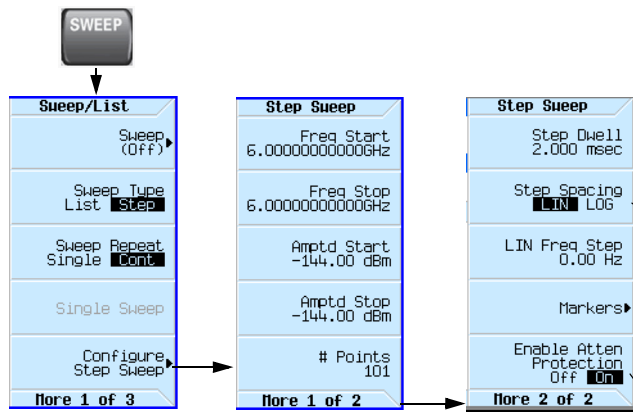 SWEEP
Sweep/List
Sweep
(Off)
Sweep Type
List Step
Sweep Repeat
Single Cont
Single Sweep
Configure
Step Sweep
More 1 of 3
Step Sweep
Freq Start
6.00000000000GHz
Freq Stop
6.00000000000GHz
Amptd Start
-144.00 dBm
Amptd Stop
-144.00 dBm
# Points
101
More 1 of 2
Step Sweep
Step Dwell
2.000 msec
Step Spacing
LIN LOG
LIN Freq Step
0.00 Hz
Markers
Enable Atten
Protection
Off On
More 2 of 2